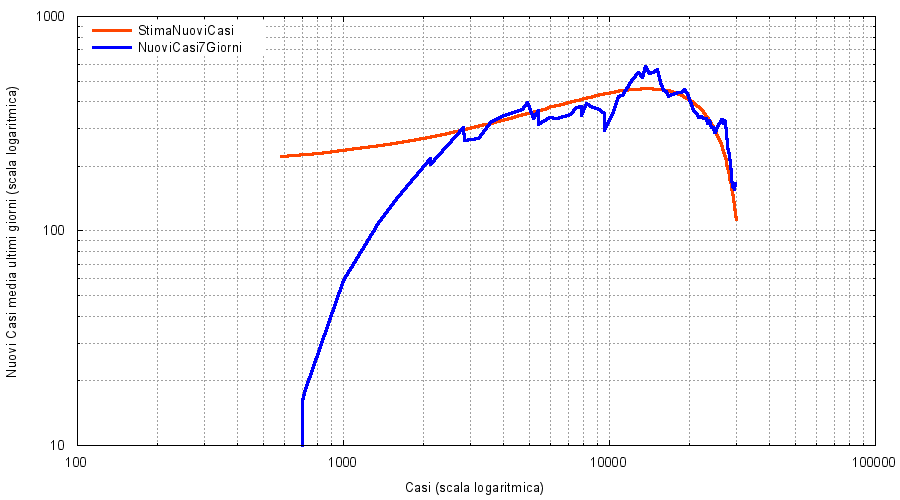 1000
StimaNuoviCasi
NuoviCasi7Giorni
100
10
Nuovi Casi media ultimi giorni (scala logaritmica)
100
1000
10000
100000
Casi (scala logaritmica)